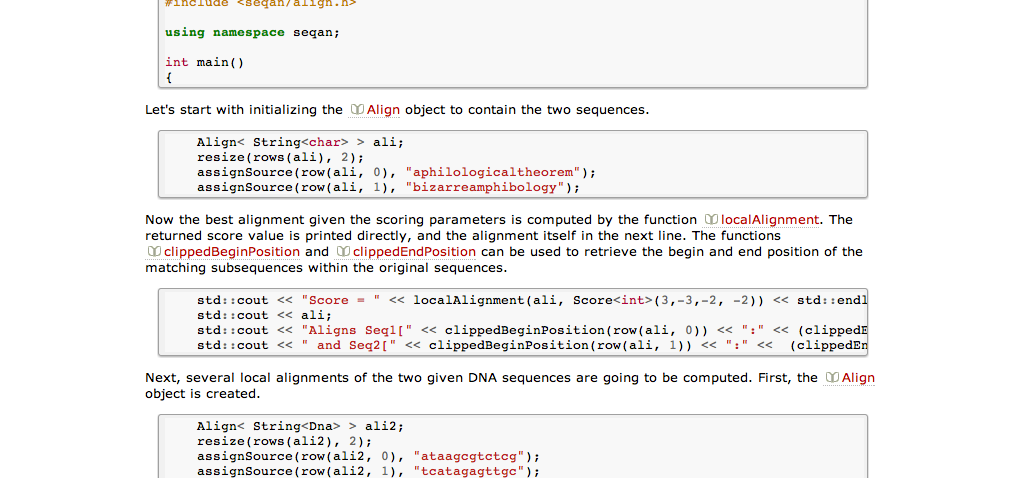 #include <seqan/align.h>
using namespace seqan;
int main()
{
Let's start with initializing the Align object to contain the two sequences.
Align< String<char> > ali;
resize(rows(ali), 2);
assignSource(row(ali, 0), "aphilologicaltheorem");
assignSource(row(ali, 1), "bizarreamphibology");
Now the best alignment given the scoring parameters is computed by the function localAlignment. The
returned score value is printed directly, and the alignment itself in the next line. The functions
clippedBeginPosition and clippedEndPosition can be used to retrieve the begin and end position of the
matching subsequences within the original sequences.
std::cout << "Score = " << localAlignment(ali, Score<int>(3,-3,-2, -2)) << std::endl
std::cout << ali;
std::cout << "Aligns Seq1[" << clippedBeginPosition(row(ali, 0)) << ":" << (clippedE
std::cout << " and Seq2[" << clippedBeginPosition(row(ali, 1)) << ":" << (clippedEn
Next, several local alignments of the two given DNA sequences are going to be computed. First, the Align
object is created.
Align< String<Dna> > ali2;
resize(rows(ali2), 2);
assignSource(row(ali2, 0), "ataagcgtctcg");
assignSource(row(ali2, 1), "tcatagagttgc");